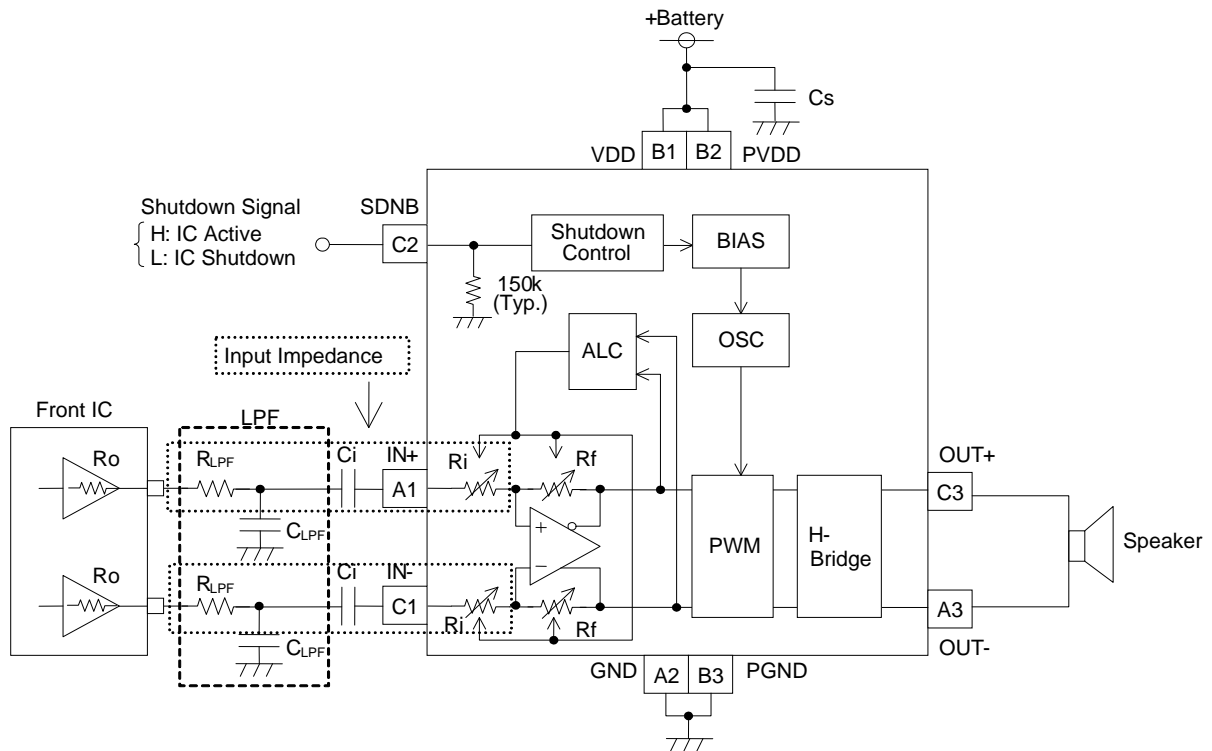 +Battery
Cs
VDD
B1
B2
PVDD
Shutdown Signal
H: IC Active
L: IC Shutdown
SDNB
C2
Shutdown
Control
BIAS
150k
(Typ.)
OSC
ALC
Input Impedance
Front IC
LPF
Ro
RLPF
Ci
IN+
A1
Ri
Rf
CLPF
+
−
PWM
H-
Bridge
OUT+
C3
Speaker
Ro
RLPF
Ci
IN-
C1
Ri
Rf
CLPF
A3
OUT-
GND
A2
B3
PGND